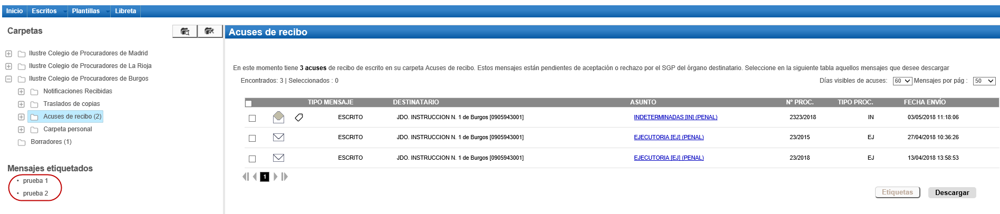 Inicio Escritos Plantillas Libreta
Carpetas
Acuses de recibo
Ilustre Colegio de Procuradores de Madrid
Ilustre Colegio de Procuradores de La Rioja
Ilustre Colegio de Procuradores de Burgos
Notificaciones Recibidas
Traslados de copias
Acuses de recibo (2)
Carpeta personal
Borradores (1)
Mensajes etiquetados
• prueba 1
• prueba 2
En este momento tiene 3 acuses de recibo de escrito en su carpeta Acuses de recibo. Estos mensajes están pendientes de aceptación o rechazo por el SGP del órgano destinatario. Seleccione en la siguiente tabla aquellos mensajes que desee descargar
Encontrados: 3 | Seleccionados : 0 Días visibles de acuses: 60 Mensajes por pág : 50
TIPO MENSAJE DESTINATARIO ASUNTO Nº PROC. TIPO PROC. FECHA ENVÍO
ESCRITO JDO. INSTRUCCION N. 1 de Burgos [0905943001] INDETERMINADAS [IN] (PENAL) 2323/2018 IN 03/05/2018 11:18:06
ESCRITO JDO. INSTRUCCION N. 1 de Burgos [0905943001] EJECUTORIA [EJ] (PENAL) 23/2015 EJ 27/04/2018 10:36:26
ESCRITO JDO. INSTRUCCION N. 1 de Burgos [0905943001] EJECUTORIA [EJ] (PENAL) 23/2018 EJ 13/04/2018 13:58:53
1
Etiquetas Descargar